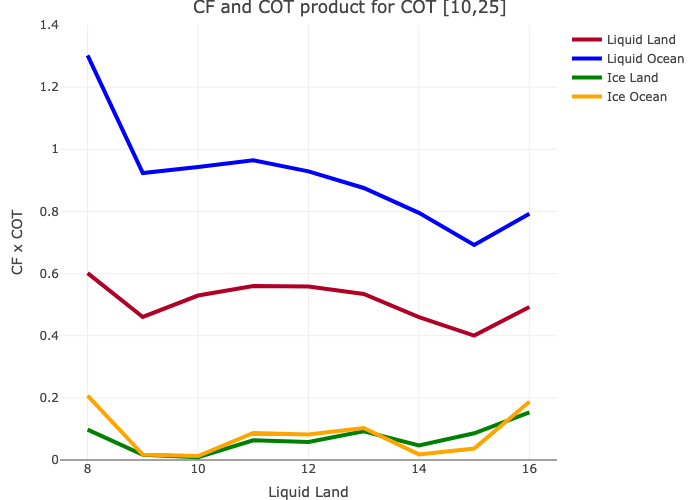 CF and COT product for COT [10,25]
1.4
1.2
1
0.8
0.6
0.4
0.2
0
CF x COT
8
10
12
14
16
Liquid Land
Liquid Land
Liquid Ocean
Ice Land
Ice Ocean